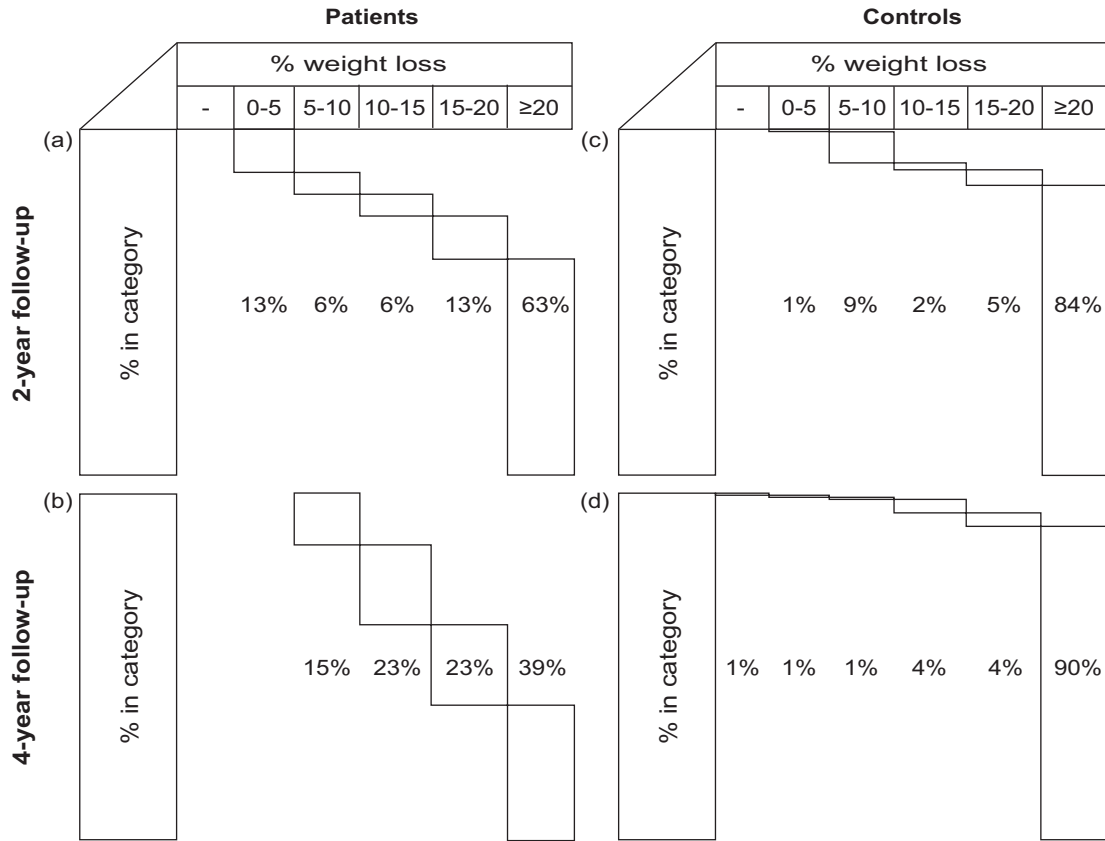 Patients
Controls
% weight loss
% weight loss
- 0-5 5-10 10-15 15-20 ≥20
- 0-5 5-10 10-15 15-20 ≥20
2-year follow-up
(a)
% in category
13% 6% 6% 13% 63%
(c)
% in category
1% 9% 2% 5% 84%
4-year follow-up
(b)
% in category
15% 23% 23% 39%
(d)
% in category
1% 1% 1% 4% 4% 90%